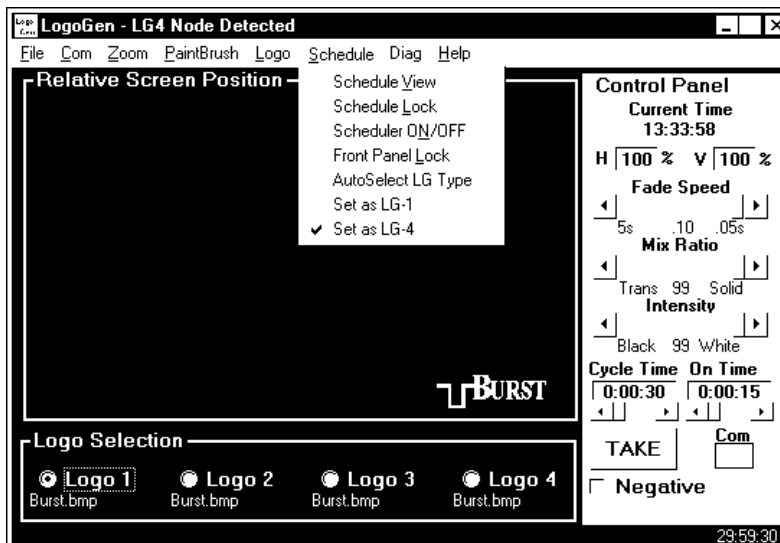 Logo Gen
LogoGen - LG4 Node Detected
File Com Zoom PaintBrush Logo Schedule Diag Help
Relative Screen Position
Schedule View
Schedule Lock
Scheduler ON/OFF
Front Panel Lock
AutoSelect LG Type
Set as LG-1
✓ Set as LG-4
BURST
Logo Selection
Logo 1 Logo 2 Logo 3 Logo 4
Burst.bmp Burst.bmp Burst.bmp Burst.bmp
Control Panel
Current Time
13:33:58
H 100 % V 100 %
Fade Speed
5s .10 .05s
Mix Ratio
Trans 99 Solid
Intensity
Black 99 White
Cycle Time On Time
0:00:30 0:00:15
TAKE Com
Negative
29:59:30